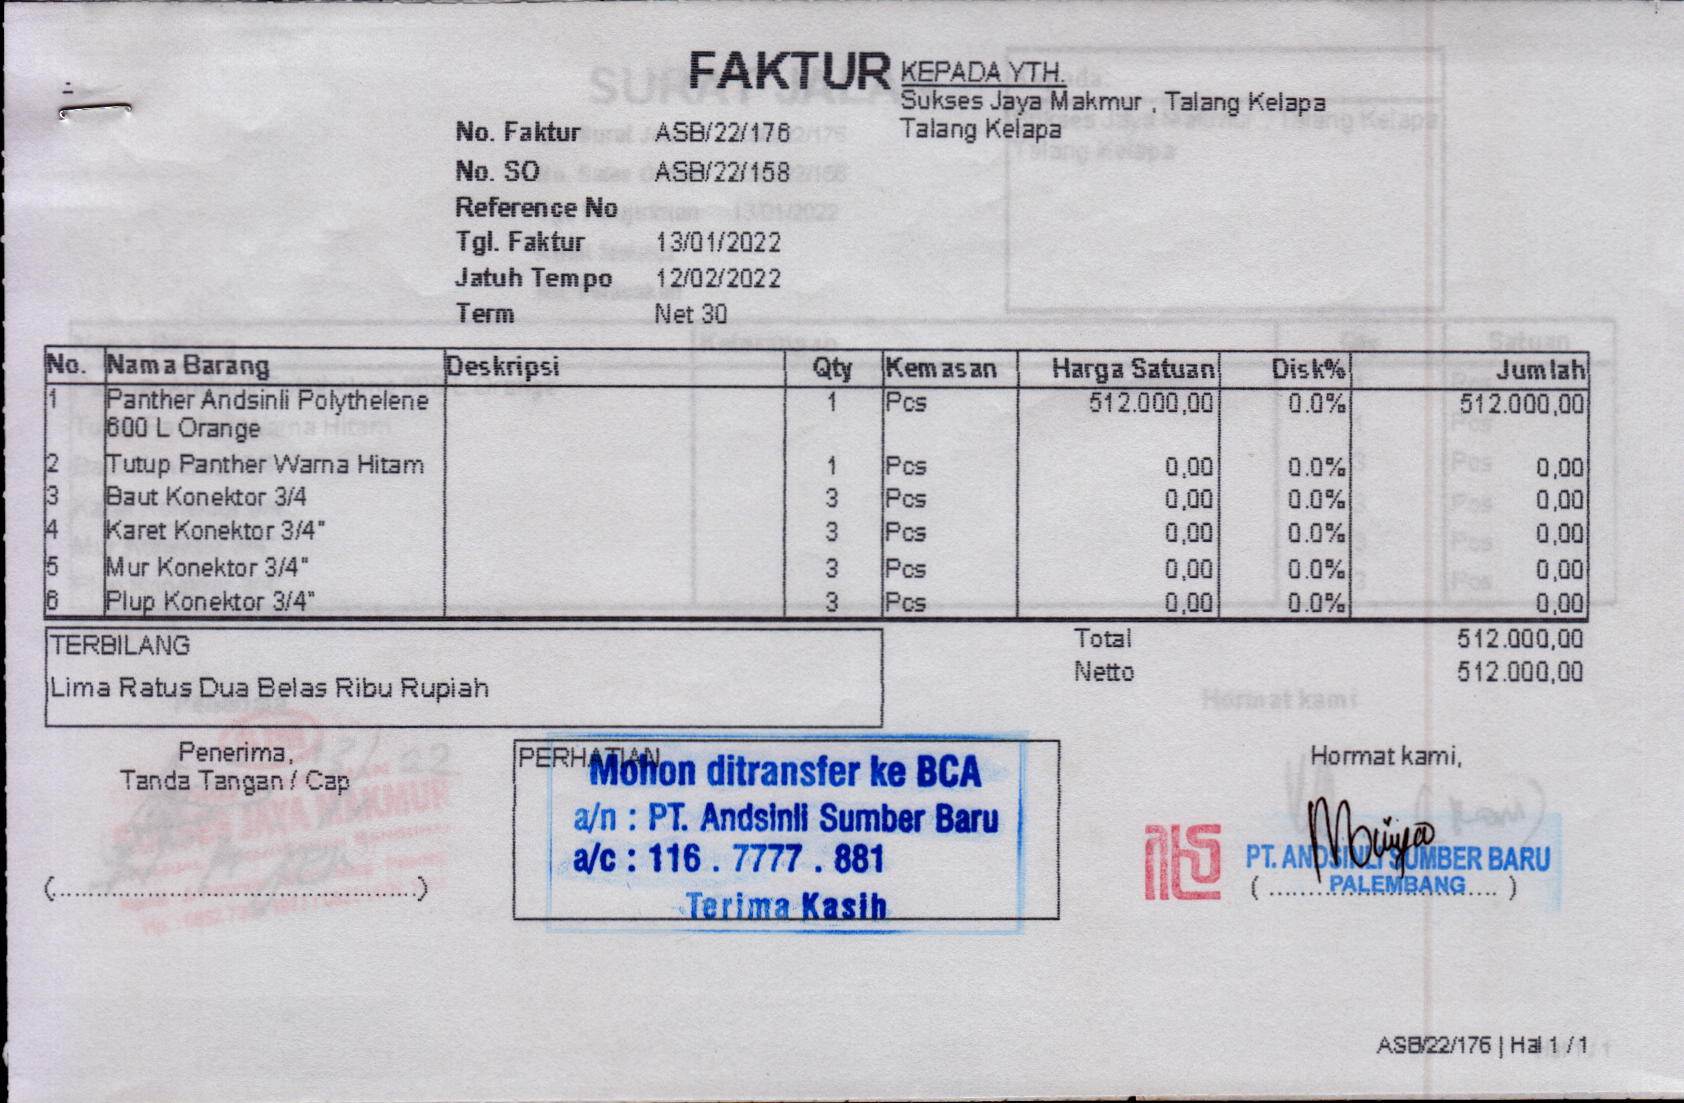 FAKTUR
KEPADA YTH.
Sukses Jaya Makmur , Talang Kelapa
Talang Kelapa
No. Faktur ASB/22/176
No. SO ASB/22/158
Reference No
Tgl. Faktur 13/01/2022
Jatuh Tempo 12/02/2022
Term Net 30
No. Nama Barang Deskripsi Qty Kemasan Harga Satuan Disk% Jumlah
1 Panther Andsinli Polythelene 1 Pcs 512.000,00 0.0% 512.000,00
600 L Orange
2 Tutup Panther Warna Hitam 1 Pcs 0,00 0.0% 0,00
3 Baut Konektor 3/4 3 Pcs 0,00 0.0% 0,00
4 Karet Konektor 3/4" 3 Pcs 0,00 0.0% 0,00
5 Mur Konektor 3/4" 3 Pcs 0,00 0.0% 0,00
6 Plup Konektor 3/4" 3 Pcs 0,00 0.0% 0,00
TERBILANG
Lima Ratus Dua Belas Ribu Rupiah
Total 512.000,00
Netto 512.000,00
Penerima,
Tanda Tangan / Cap
SUKSES JAYA MAKMUR
(................................................)
PERHATIAN
Mohon ditransfer ke BCA
a/n : PT. Andsinli Sumber Baru
a/c : 116 . 7777 . 881
Terima Kasih
Hormat kami,
PT. ANDSINLI SUMBER BARU
PALEMBANG
ASB/22/176 | Hal 1 / 1